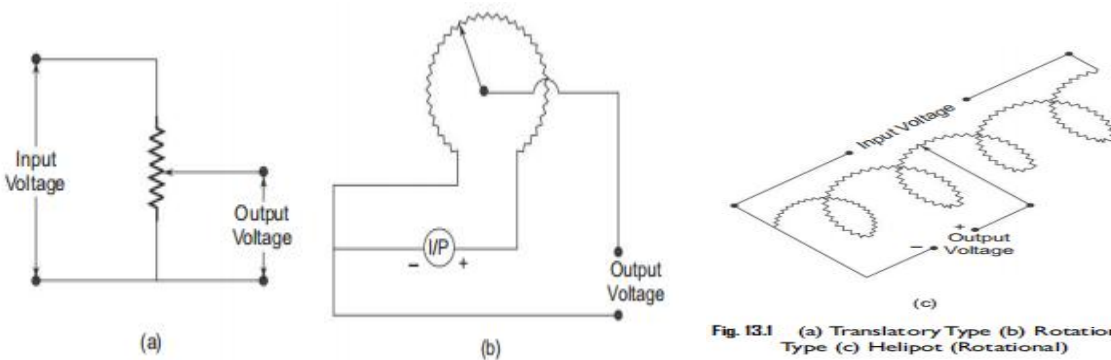 Input
Voltage
Output
Voltage
(a)
I/P
− +
Output
Voltage
(b)
Input Voltage
+
−
Output
Voltage
(c)
Fig. 13.1 (a) Translatory Type (b) Rotation
Type (c) Helipot (Rotational)